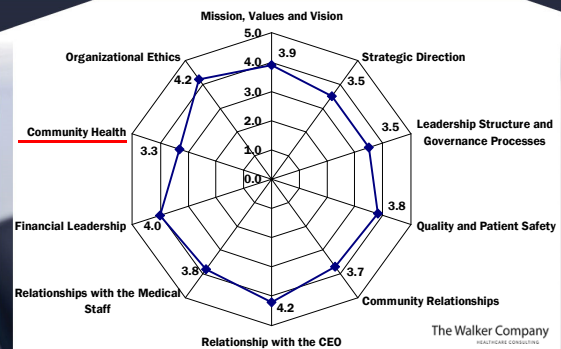 Mission, Values and Vision
5.0
3.9
4.0
Organizational Ethics
Strategic Direction
4.2
3.5
3.0
Community Health
3.5
Leadership Structure and
Governance Processes
2.0
3.3
1.0
0.0
3.8
Financial Leadership
4.0
Quality and Patient Safety
3.8
3.7
Relationships with the Medical
Staff
Community Relationships
4.2
Relationship with the CEO
The Walker Company
HEALTHCARE CONSULTING